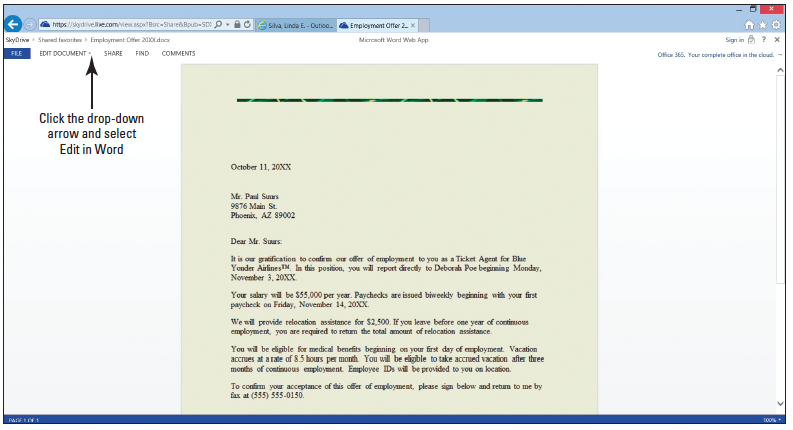 https://skydrive.live.com/view.aspx?Bsrc=Share&Bpub=SD
Silva, Linda E. - Outloo...
Employment Offer 2...
SkyDrive Shared favorites Employment Offer 20XX.docx
Microsoft Word Web App
Sign in ?
FILE EDIT DOCUMENT SHARE FIND COMMENTS
Office 365. Your complete office in the cloud.
Click the drop-down
arrow and select
Edit in Word
October 11, 20XX
Mr. Paul Suurs
9876 Main St.
Phoenix, AZ 89002
Dear Mr. Suurs:
It is our gratification to confirm our offer of employment to you as a Ticket Agent for Blue
Yonder Airlines™. In this position, you will report directly to Deborah Poe beginning Monday,
November 3, 20XX.
Your salary will be $55,000 per year. Paychecks are issued biweekly beginning with your first
paycheck on Friday, November 14, 20XX.
We will provide relocation assistance for $2,500. If you leave before one year of continuous
employment, you are required to return the total amount of relocation assistance.
You will be eligible for medical benefits beginning on your first day of employment. Vacation
accrues at a rate of 8.5 hours per month. You will be eligible to take accrued vacation after three
months of continuous employment. Employee IDs will be provided to you on location.
To confirm your acceptance of this offer of employment, please sign below and return to me by
fax at (555) 555-0150.
PAGE 1 OF 1
100%